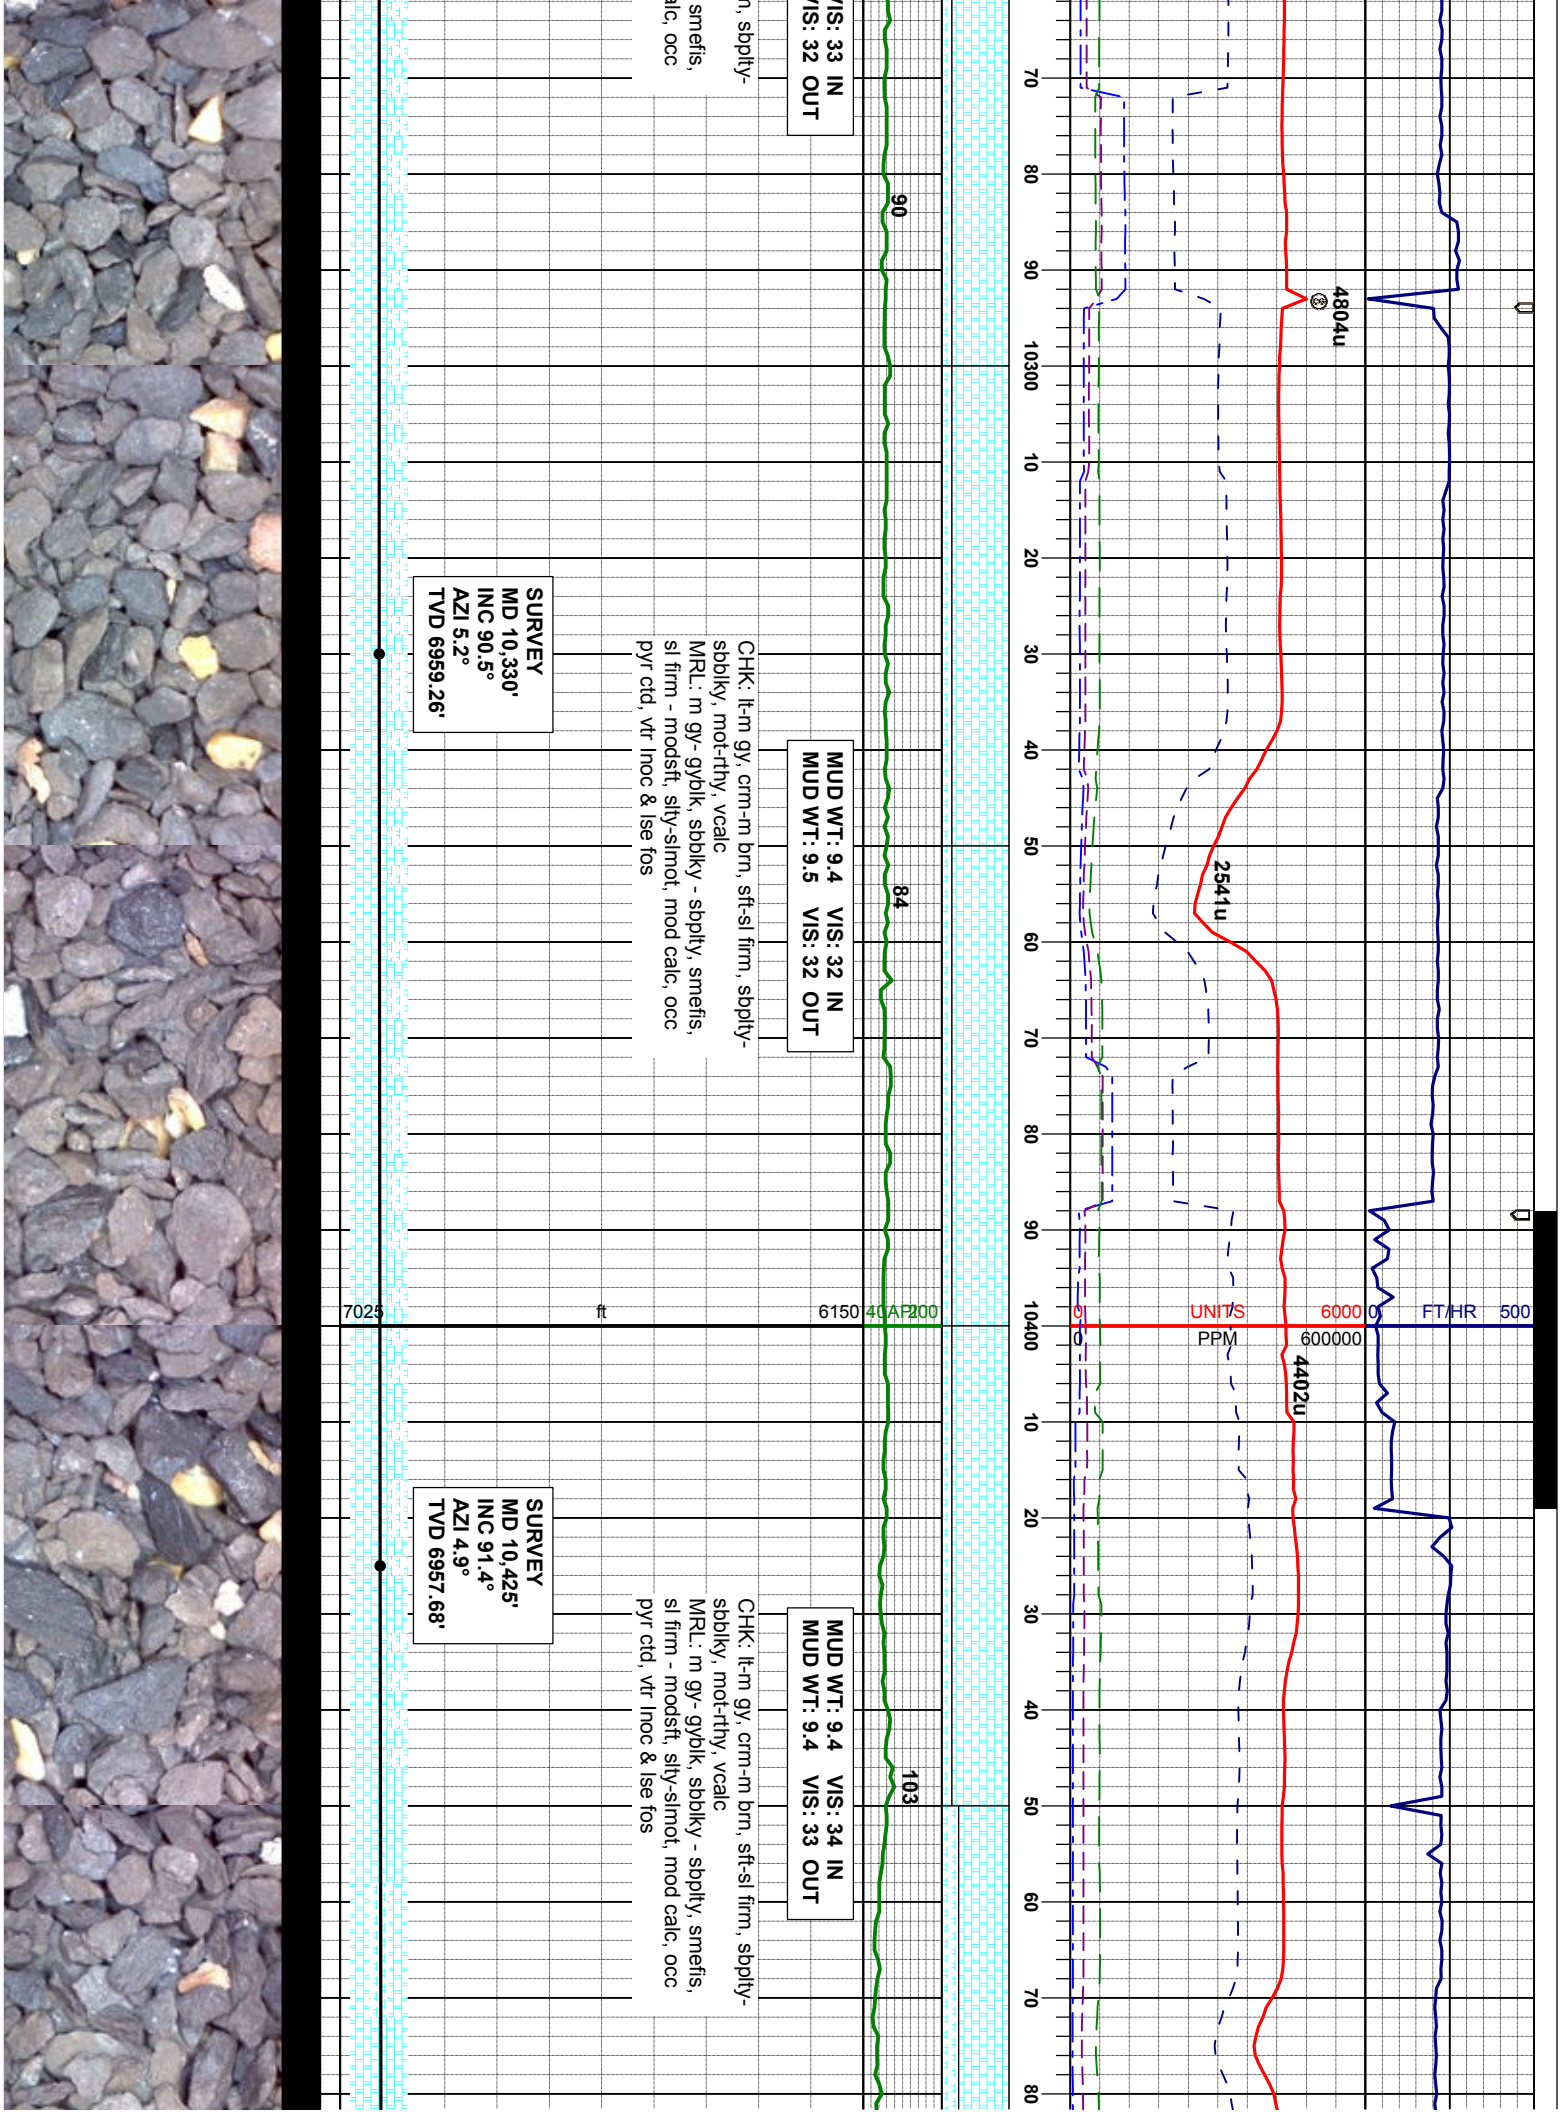 VIS: 33 IN
VIS: 32 OUT
n, sbplty-
smefis,
alc, occ
70
80
90
10300
10
20
30
40
50
60
70
80
90
10400
10
20
30
40
50
60
70
80
90
84
103
4804u
2541u
4402u
SURVEY
MD 10,330'
INC 90.5°
AZI 5.2°
TVD 6959.26'
MUD WT: 9.4 VIS: 32 IN
MUD WT: 9.5 VIS: 32 OUT
CHK: lt-m gy, crm-m brn, sft-sl firm, sbplty-
sbblky, mot-rthy, vcalc
MRL: m gy- gyblk, sbblky - sbplty, smefis,
sl firm - modsft, slty-slmot, mod calc, occ
pyr ctd, vtr Inoc & lse fos
7025 ft 6150
40 API 200
0 UNITS 6000
0 PPM 600000
0 FT/HR 500
SURVEY
MD 10,425'
INC 91.4°
AZI 4.9°
TVD 6957.68'
MUD WT: 9.4 VIS: 34 IN
MUD WT: 9.4 VIS: 33 OUT
CHK: lt-m gy, crm-m brn, sft-sl firm, sbplty-
sbblky, mot-rthy, vcalc
MRL: m gy- gyblk, sbblky - sbplty, smefis,
sl firm - modsft, slty-slmot, mod calc, occ
pyr ctd, vtr Inoc & lse fos